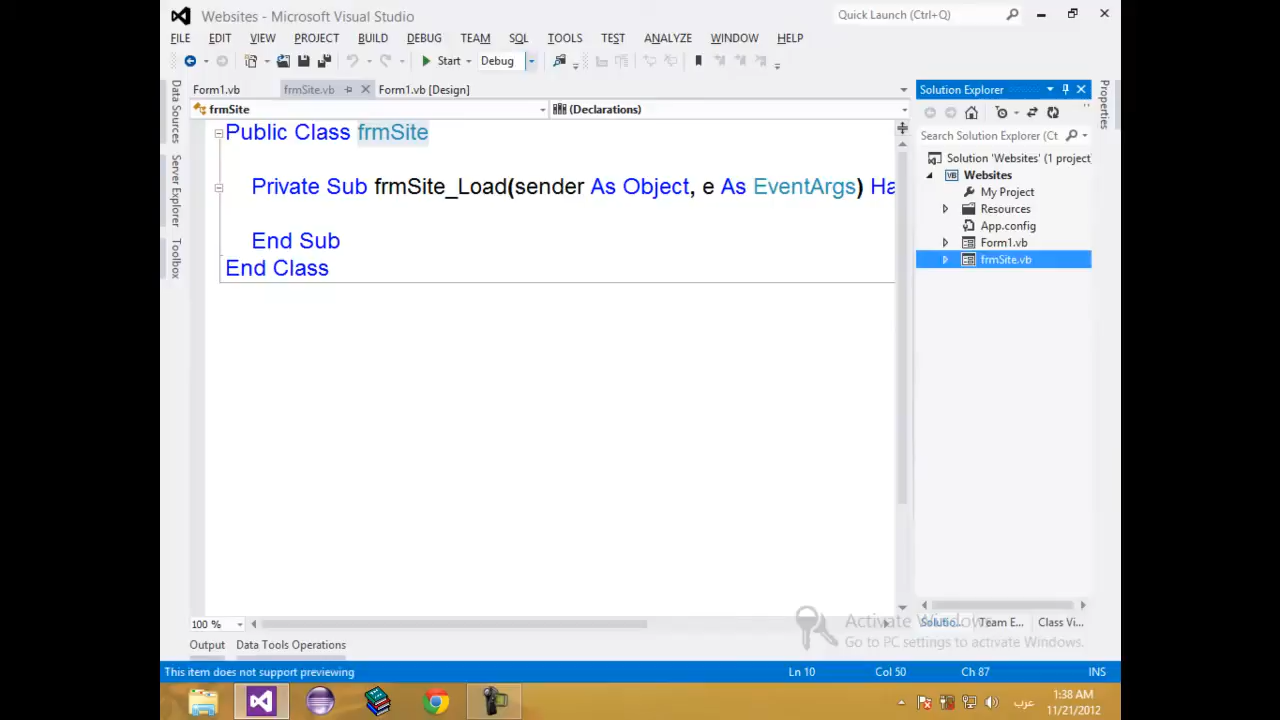 Websites - Microsoft Visual Studio
Quick Launch (Ctrl+Q)
FILE EDIT VIEW PROJECT BUILD DEBUG TEAM SQL TOOLS TEST ANALYZE WINDOW HELP
Start Debug
Form1.vb frmSite.vb Form1.vb [Design]
frmSite (Declarations)
Public Class frmSite
Private Sub frmSite_Load(sender As Object, e As EventArgs) Ha
End Sub
End Class
Data Sources
Server Explorer
Toolbox
Solution Explorer
Search Solution Explorer (Ct
Solution 'Websites' (1 project
VB Websites
My Project
Resources
App.config
Form1.vb
frmSite.vb
Properties
100 %
Solutio... Team E... Class Vi...
Activate Windows
Go to PC settings to activate Windows.
Output Data Tools Operations
This item does not support previewing Ln 10 Col 50 Ch 87 INS
عرب
1:38 AM
11/21/2012